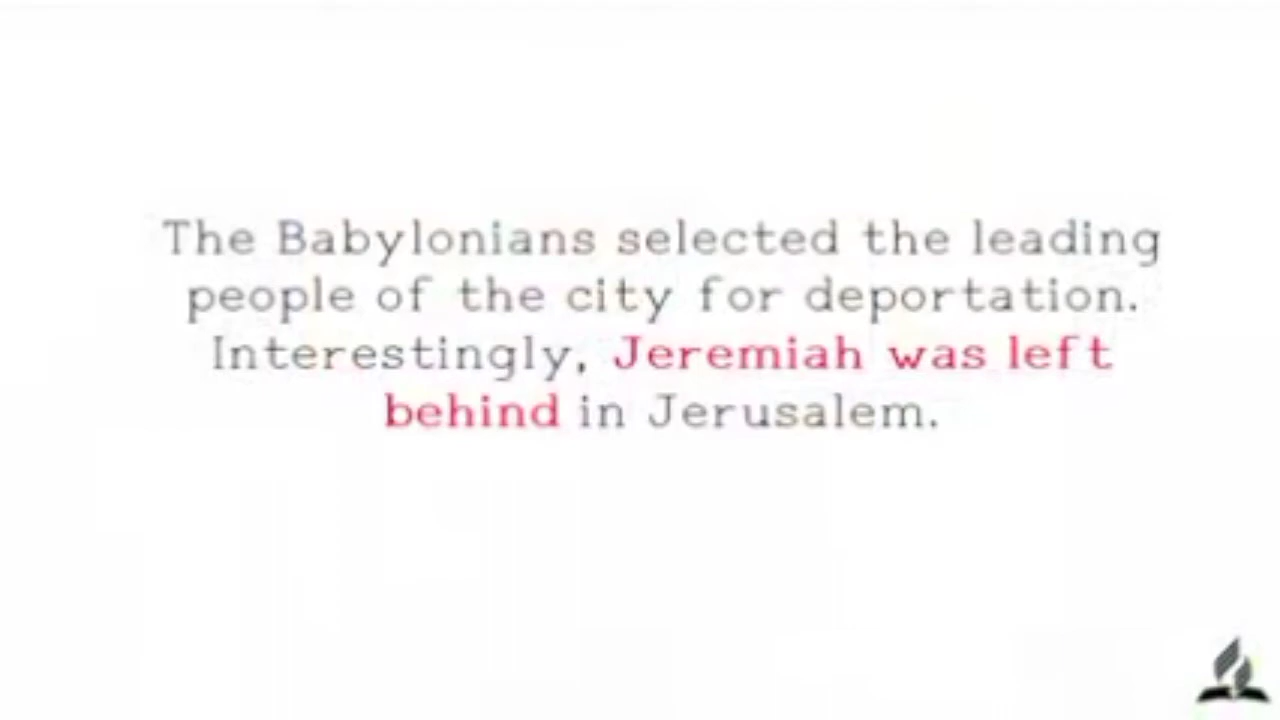 The Babylonians selected the leading
people of the city for deportation.
Interestingly, Jeremiah was left
behind in Jerusalem.